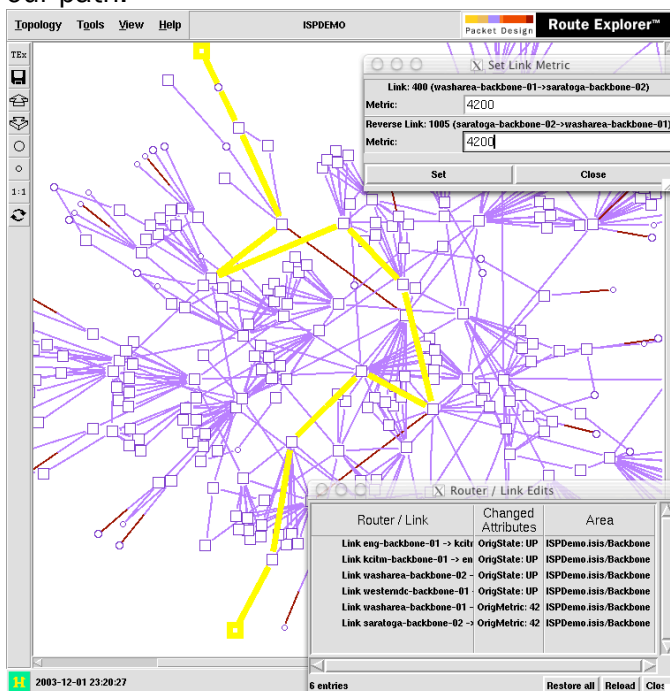 our path.
Topology Tools View Help ISPDEMO Packet Design Route Explorer™
TEx
1:1
Set Link Metric
Link: 400 (washarea-backbone-01->saratoga-backbone-02)
Metric: 4200
Reverse Link: 1005 (saratoga-backbone-02->washarea-backbone-01)
Metric: 4200
Set Close
Router / Link Edits
Router / Link Changed Attributes Area
Link eng-backbone-01 -> kcitm OrigState: UP ISPDemo.isis/Backbone
Link kcitm-backbone-01 -> en OrigState: UP ISPDemo.isis/Backbone
Link washarea-backbone-02 - OrigState: UP ISPDemo.isis/Backbone
Link westerndc-backbone-01 - OrigState: UP ISPDemo.isis/Backbone
Link washarea-backbone-01 - OrigMetric: 42 ISPDemo.isis/Backbone
Link saratoga-backbone-02 -> OrigMetric: 42 ISPDemo.isis/Backbone
6 entries Restore all Reload Clos
H 2003-12-01 23:20:27